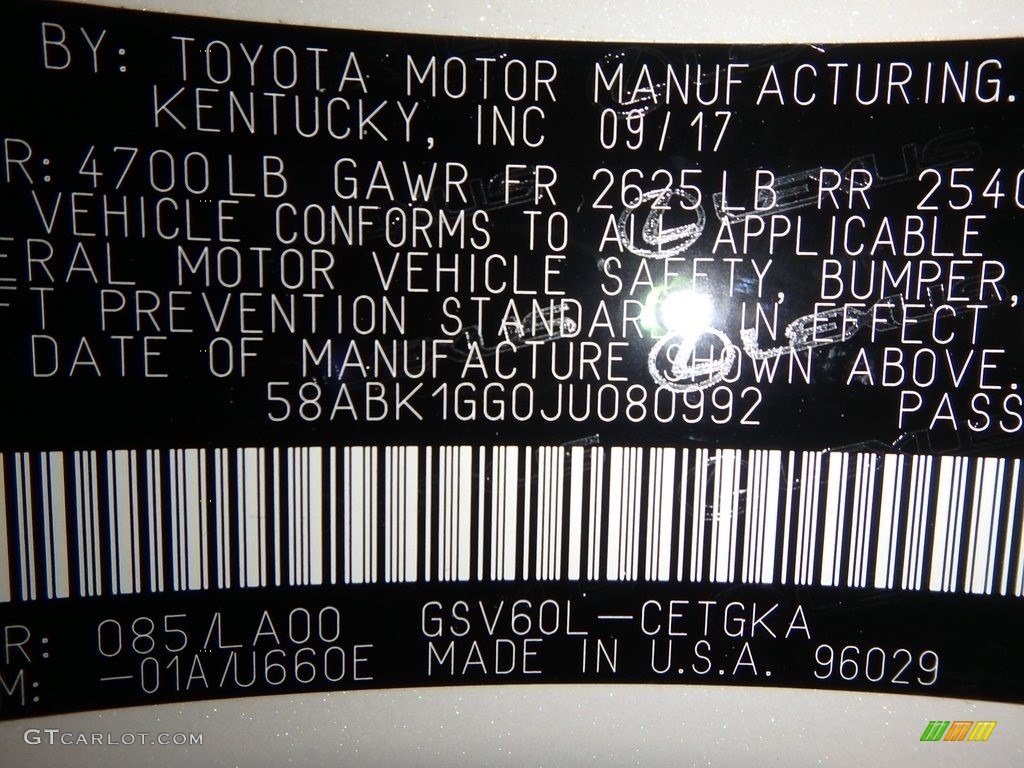 BY: TOYOTA MOTOR MANUFACTURING.
KENTUCKY, INC 09/17
R: 4700LB GAWR FR 2625LB RR 2540
VEHICLE CONFORMS TO ALL APPLICABLE
ERAL MOTOR VEHICLE SAFETY, BUMPER,
FT PREVENTION STANDARDS IN EFFECT
DATE OF MANUFACTURE SHOWN ABOVE.
58ABK1GG0JU080992 PASS
R: 085/LA00 GSV60L-CETGKA
M: -01A/U660E MADE IN U.S.A. 96029
GTCARLOT.COM